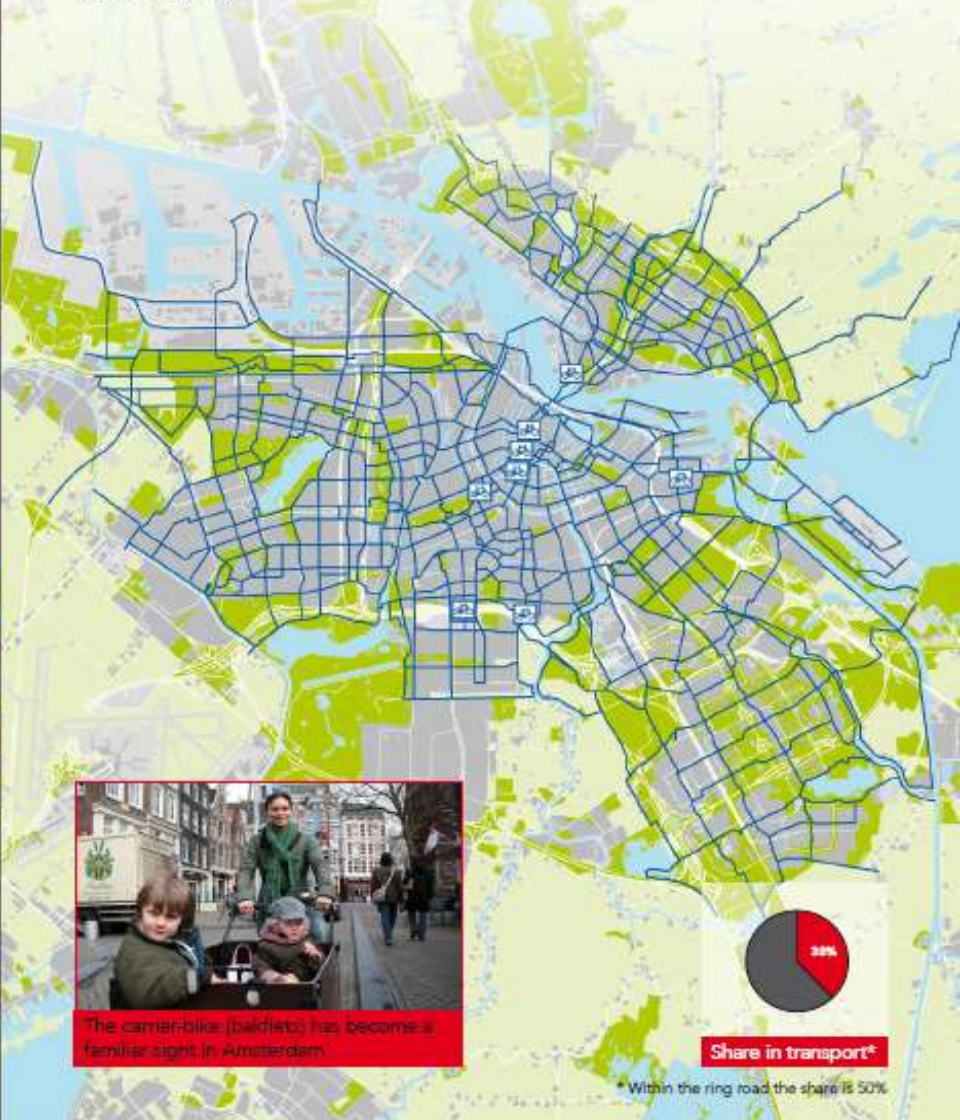 The carrier-bike (bakfiets) has become a
familiar sight in Amsterdam
38%
Share in transport*
* Within the ring road the share is 50%